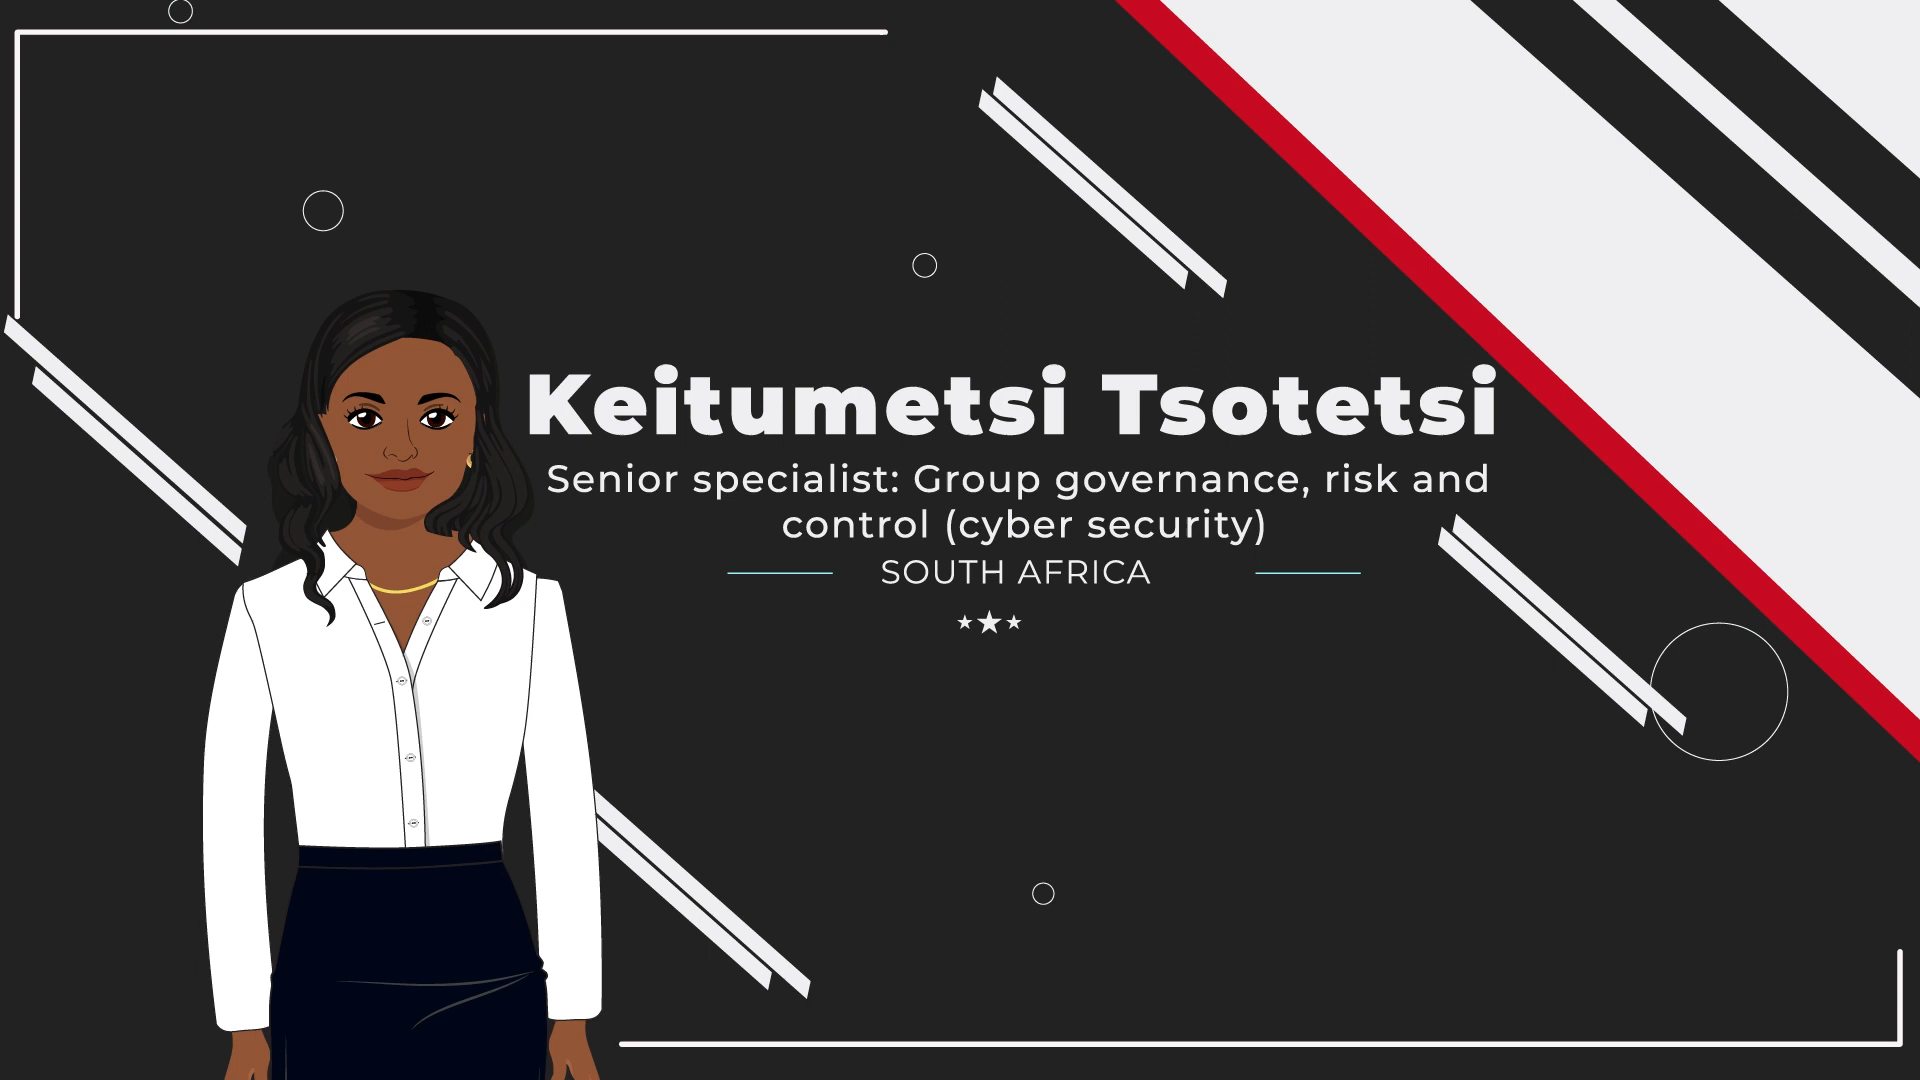 Keitumetsi Tsotetsi
Senior specialist: Group governance, risk and
control (cyber security)
SOUTH AFRICA